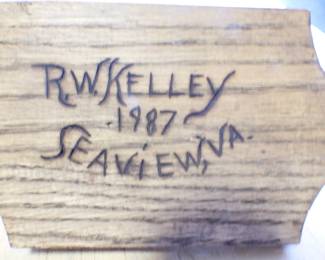 R.W. KELLEY
·1987~
SEAVIEW, VA.